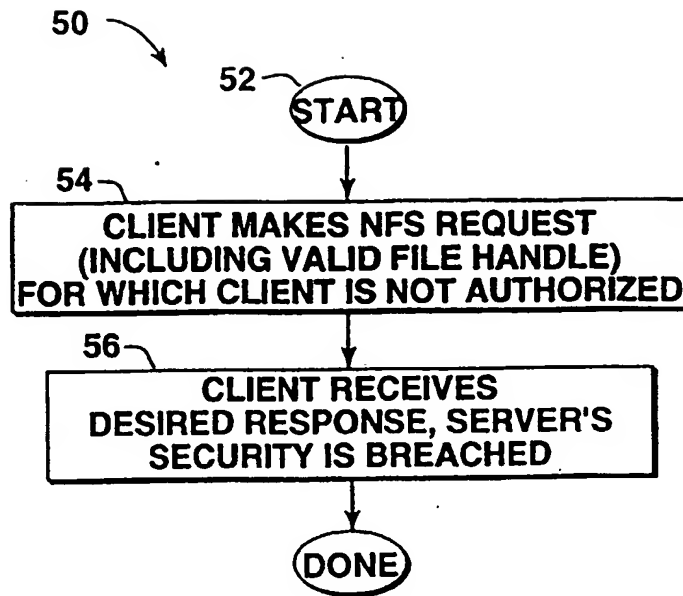 50
52
START
54
CLIENT MAKES NFS REQUEST
(INCLUDING VALID FILE HANDLE)
FOR WHICH CLIENT IS NOT AUTHORIZED
56
CLIENT RECEIVES
DESIRED RESPONSE, SERVER'S
SECURITY IS BREACHED
DONE